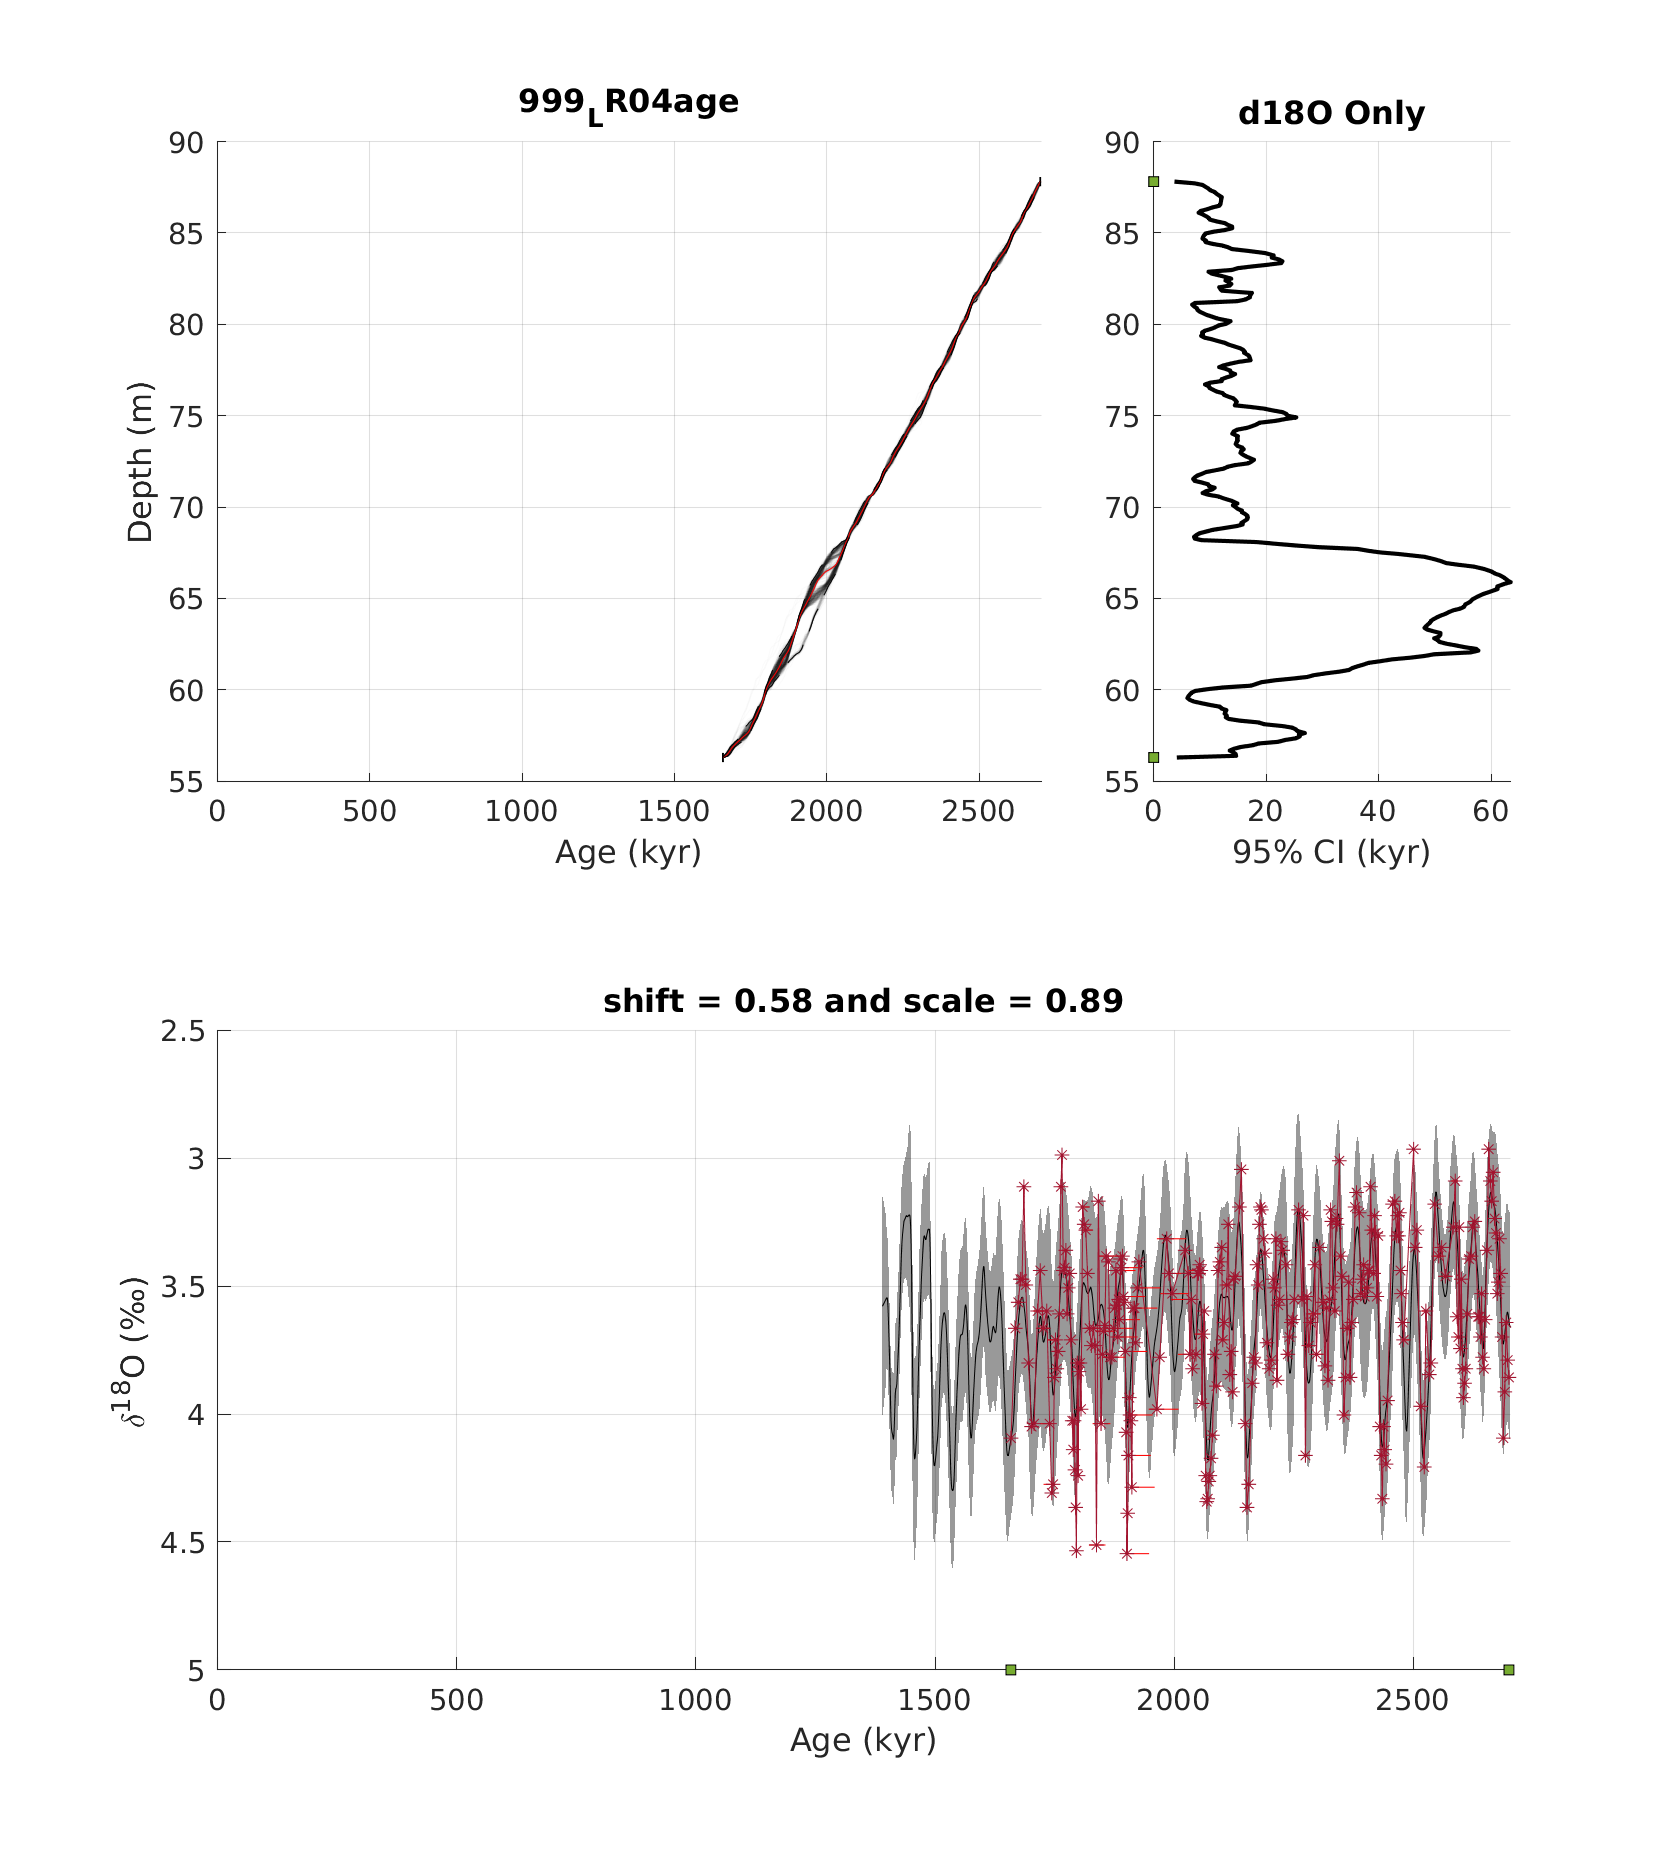 999_LR04age
90
85
80
75
70
65
60
55
Depth (m)
0 500 1000 1500 2000 2500
Age (kyr)
d18O Only
90
85
80
75
70
65
60
55
0 20 40 60
95% CI (kyr)
shift = 0.58 and scale = 0.89
2.5
3
3.5
4
4.5
5
δ¹⁸O (‰)
0 500 1000 1500 2000 2500
Age (kyr)